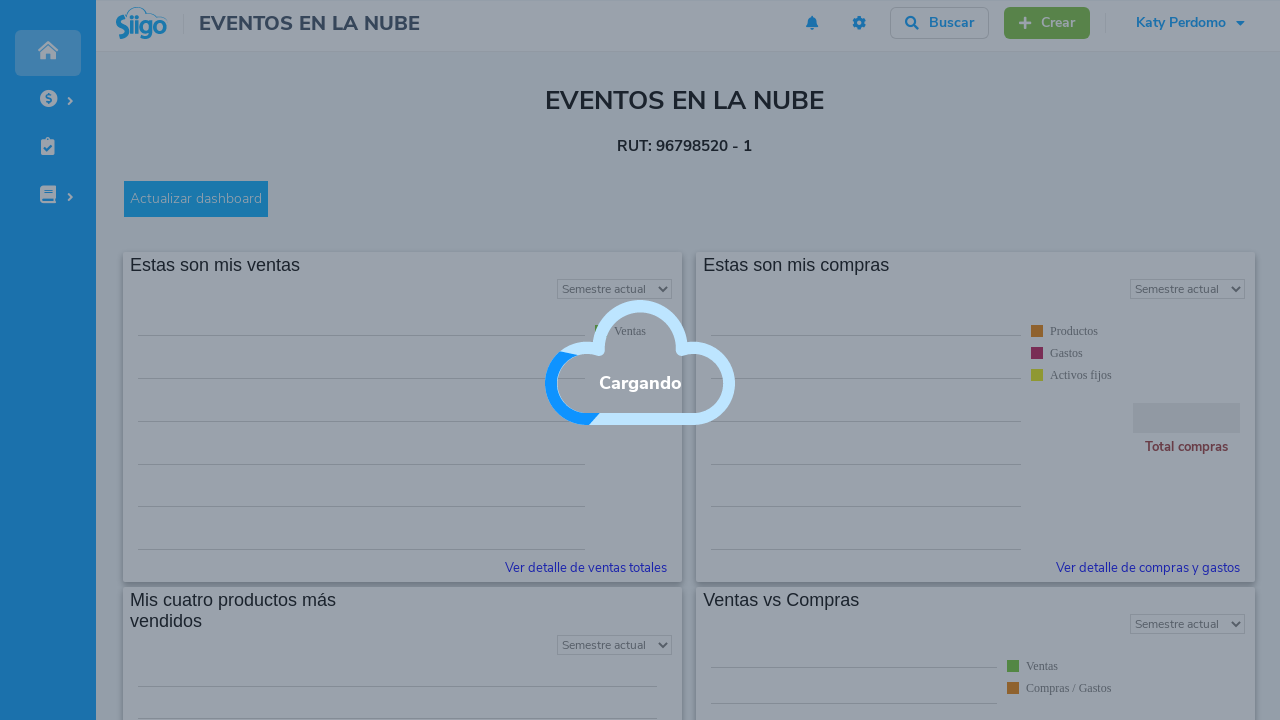 Siigo
EVENTOS EN LA NUBE
Buscar
Crear
Katy Perdomo
EVENTOS EN LA NUBE
RUT: 96798520 - 1
Actualizar dashboard
Estas son mis ventas
Semestre actual
Ventas
Ver detalle de ventas totales
Estas son mis compras
Semestre actual
Productos
Gastos
Activos fijos
Total compras
Ver detalle de compras y gastos
Cargando
Mis cuatro productos más
vendidos
Semestre actual
Ventas vs Compras
Semestre actual
Ventas
Compras / Gastos